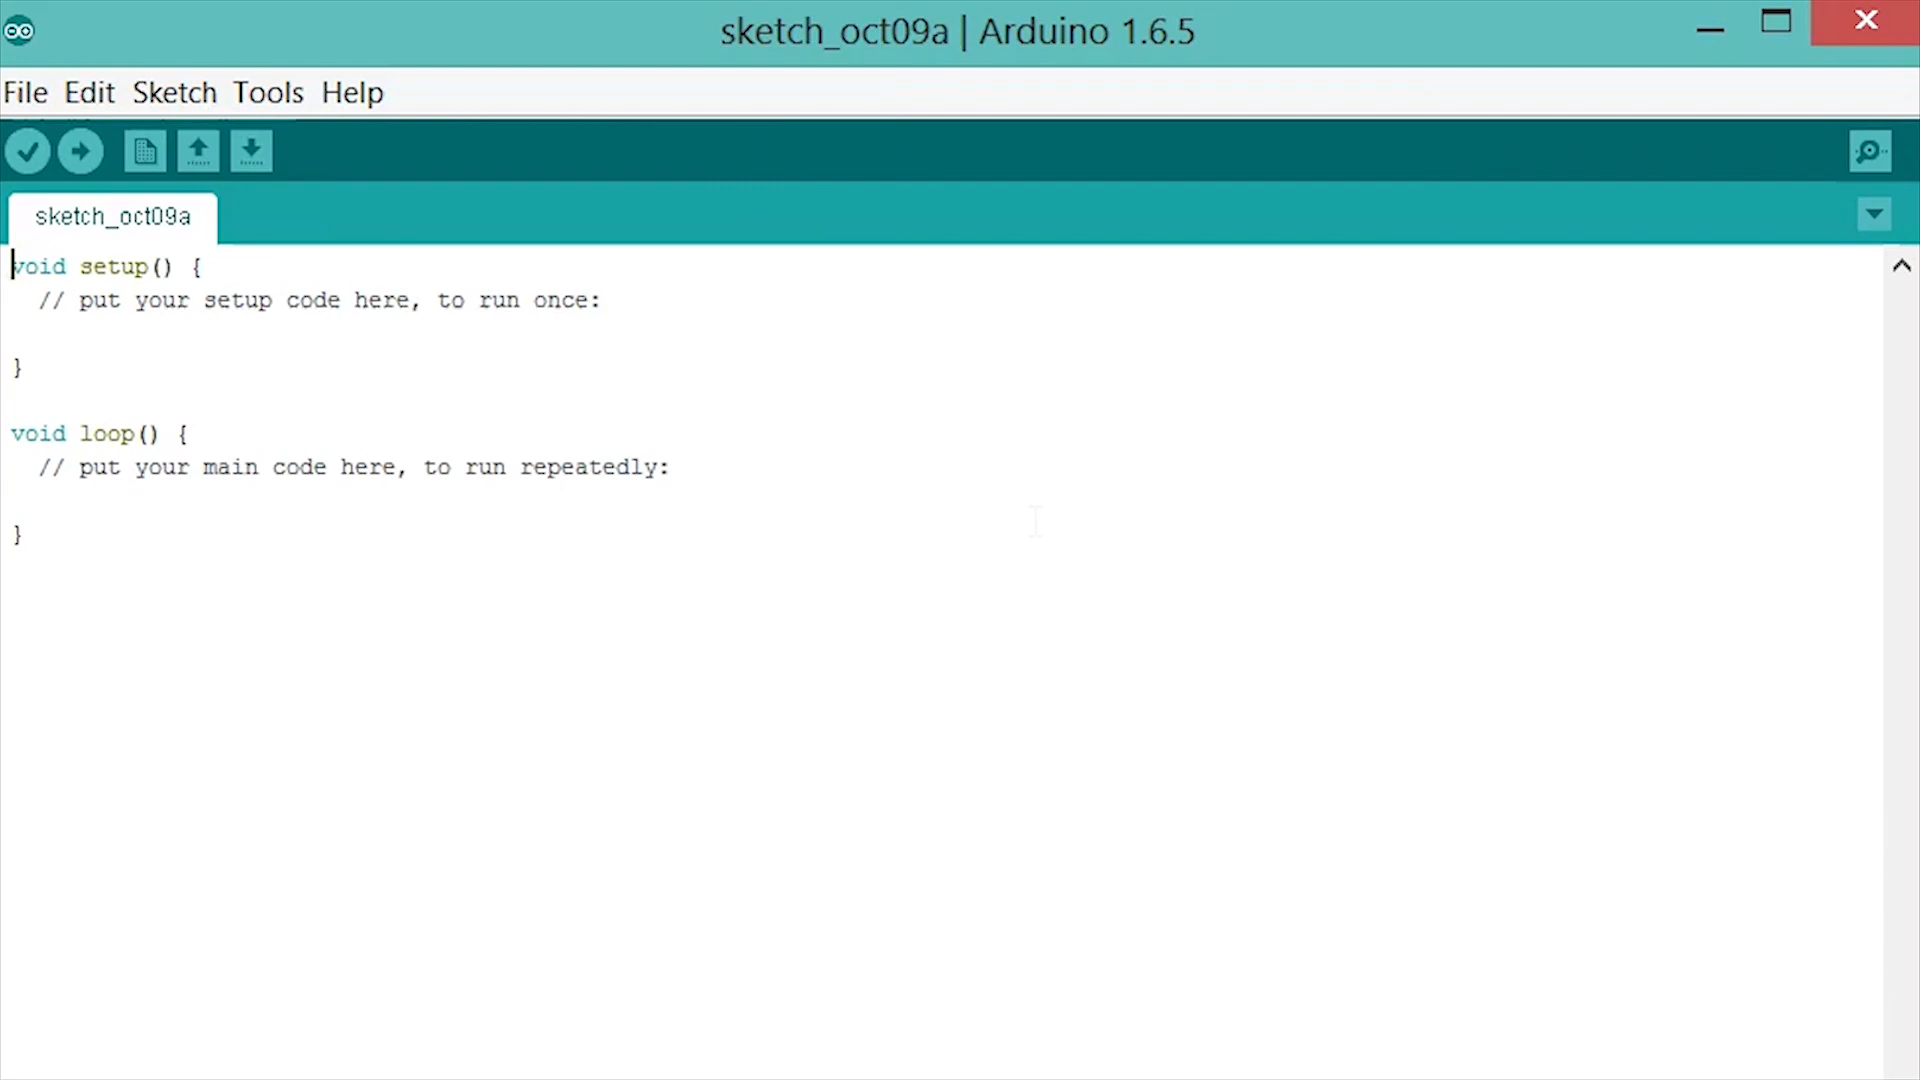 sketch_oct09a | Arduino 1.6.5
File Edit Sketch Tools Help
sketch_oct09a
void setup() {
  // put your setup code here, to run once:
}
void loop() {
  // put your main code here, to run repeatedly:
}